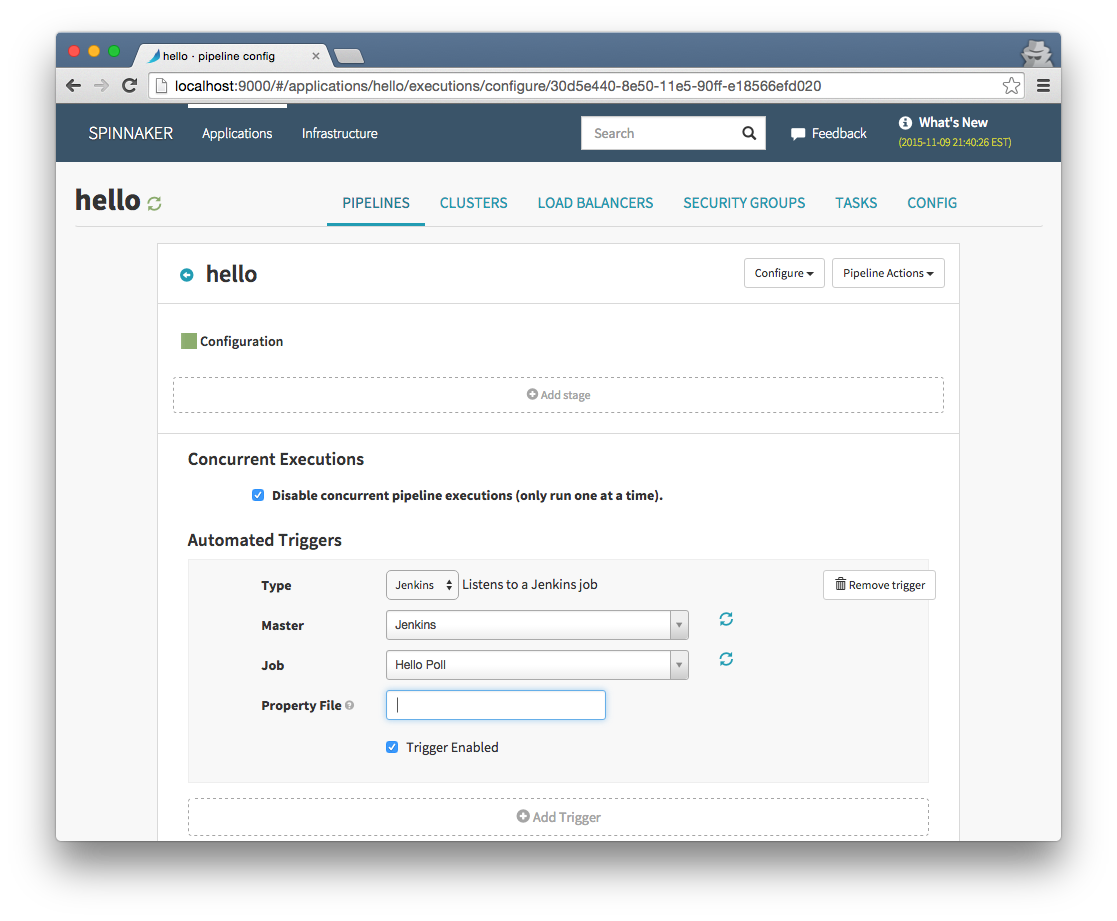 hello · pipeline config
localhost:9000/#/applications/hello/executions/configure/30d5e440-8e50-11e5-90ff-e18566efd020
SPINNAKER Applications Infrastructure Search Feedback What's New
(2015-11-09 21:40:26 EST)
hello PIPELINES CLUSTERS LOAD BALANCERS SECURITY GROUPS TASKS CONFIG
hello Configure Pipeline Actions
Configuration
Add stage
Concurrent Executions
Disable concurrent pipeline executions (only run one at a time).
Automated Triggers
Type Jenkins Listens to a Jenkins job Remove trigger
Master Jenkins
Job Hello Poll
Property File
Trigger Enabled
Add Trigger